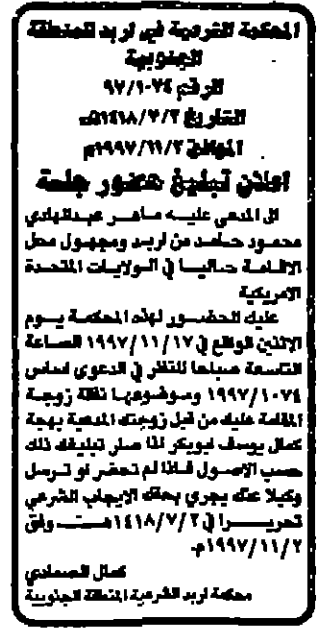 المحكمة الشرعية في اربد للمنطقة
الجنوبية
الرقم ٩٧/١٠٧٤
التاريخ ١٤١٨/٧/٢هـ
الموافق ١٩٩٧/١١/٢م
اعلان تبليغ حضور جلسة
الى المدعى عليه ماهر عبدالهادي
محمود حامد من اربد ومجهول محل
الاقامة حاليا في الولايات المتحدة
الامريكية
عليك الحضور لهذه المحكمة يوم
الاثنين الواقع في ١٩٩٧/١١/١٧ الساعة
التاسعة صباحا للنظر في الدعوى اساس
١٩٩٧/١٠٧٤ وموضوعها نفقة زوجة
المقامة عليك من قبل زوجتك المدعية بهجة
كمال يوسف ابوبكر لذا صار تبليغك ذلك
حسب الاصول فاذا لم تحضر او ترسل
وكيلا عنك يجري بحقك الايجاب الشرعي
تحريرا في ١٤١٨/٧/٢هـ وفق
١٩٩٧/١١/٢م.
كمال الصمادي
محكمة اربد الشرعية المنطقة الجنوبية